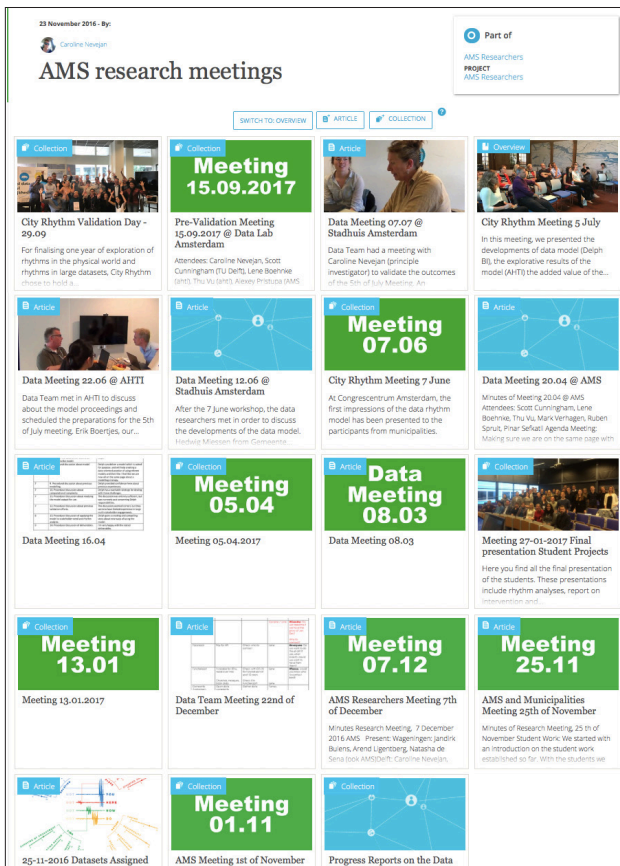 23 November 2016 - By:
Caroline Nevejan
AMS research meetings
Part of
AMS Researchers
PROJECT
AMS Researchers
SWITCH TO: OVERVIEW
ARTICLE
COLLECTION
?
Collection
City Rhythm Validation Day -
29.09
For finalising one year of exploration of
rhythms in the physical world and
rhythms in large datasets, City Rhythm
chose to hold a...
Collection
Meeting
15.09.2017
Pre-Validation Meeting
15.09.2017 @ Data Lab
Amsterdam
Attendees: Caroline Nevejan, Scott
Cunningham (TU Delft), Lene Boennke
(ahti), Thu Vu (ahti), Alexey Pristupa (AMS
Article
Data Meeting 07.07 @
Stadhuis Amsterdam
Data Team had a meeting with
Caroline Nevejan (principle
investigator) to validate the outcomes
of the 5th of July Meeting. An
Overview
City Rhythm Meeting 5 July
In this meeting, we presented the
developments of data model (Delph
BI), the explorative results of the
model (AHTI) the added value of the...
Article
Data Meeting 22.06 @ AHTI
Data Team met in AHTI to discuss
about the model proceedings and
scheduled the preparations for the 5th
of July meeting. Erik Boertjes, our...
Article
Data Meeting 12.06 @
Stadhuis Amsterdam
After the 7 June workshop, the data
researchers met in order to discuss
the developments of the data model.
Hedwig Miessen from Gemeente...
Collection
Meeting
07.06
City Rhythm Meeting 7 June
At Congrescentrum Amsterdam, the
first impressions of the data rhythm
model has been presented to the
participants from municipalities.
Article
Data Meeting 20.04 @ AMS
Minutes of Meeting 20.04 @ AMS
Attendees: Scott Cunningham, Lene
Boehnke, Thu Vu, Mark Verhagen, Ruben
Spruit, Pinar Sefkatli Agenda Meeting:
Making sure we are on the same page with
Article
Data Meeting 16.04
Collection
Meeting
05.04
Meeting 05.04.2017
Article
Data
Meeting
08.03
Data Meeting 08.03
Collection
Meeting 27-01-2017 Final
presentation Student Projects
Here you find all the final presentation
of the students. These presentations
include rhythm analyses, report on
intervention and...
Collection
Meeting
13.01
Meeting 13.01.2017
Article
Data Team Meeting 22nd of
December
Article
Meeting
07.12
AMS Researchers Meeting 7th
of December
Minutes Research Meeting, 7 December
2016 AMS Present: Wageningen: Jandirk
Bulens, Arend Ligentborg, Natasha de
Sena (ook AMS)Delft: Caroline Nevejan,
Article
Meeting
25.11
AMS and Municipalities
Meeting 25th of November
Minutes of Research Meeting, 25 th of
November Student Work: We started with
an introduction on the student work
established so far. With the students we
Article
25-11-2016 Datasets Assigned
Collection
Meeting
01.11
AMS Meeting 1st of November
Collection
Progress Reports on the Data